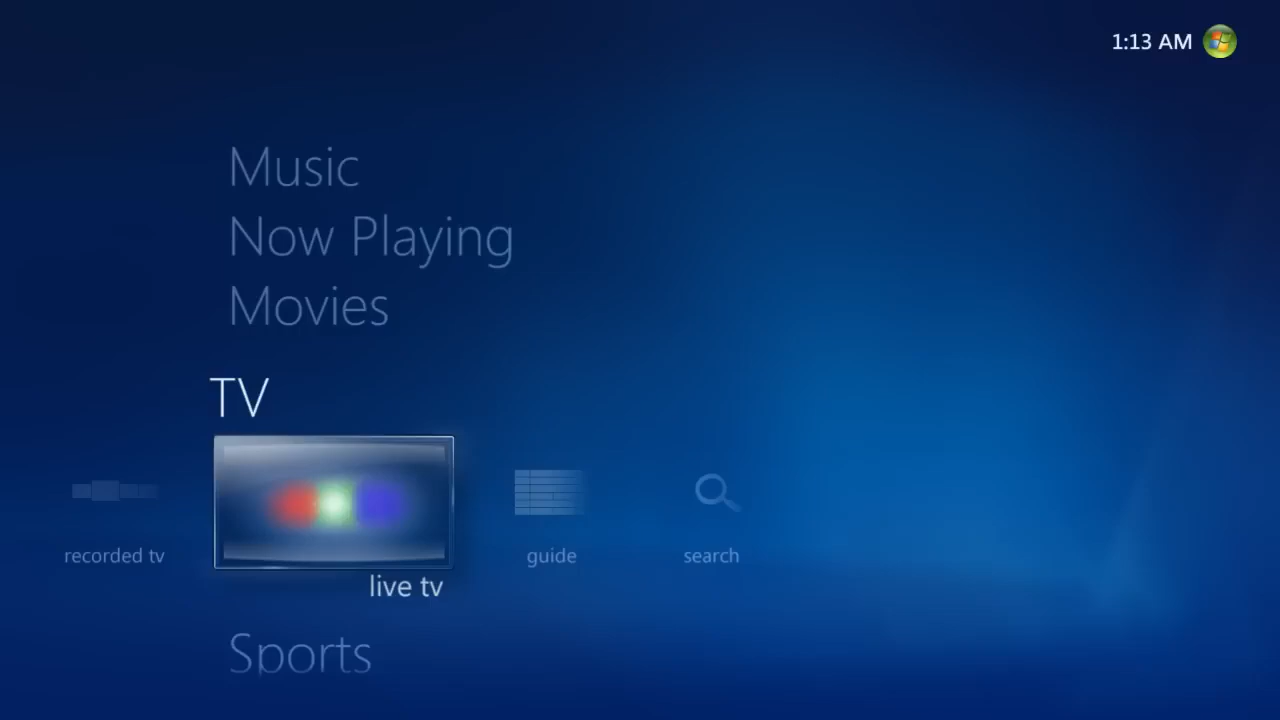 1:13 AM
Music
Now Playing
Movies
TV
recorded tv
live tv
guide
search
Sports